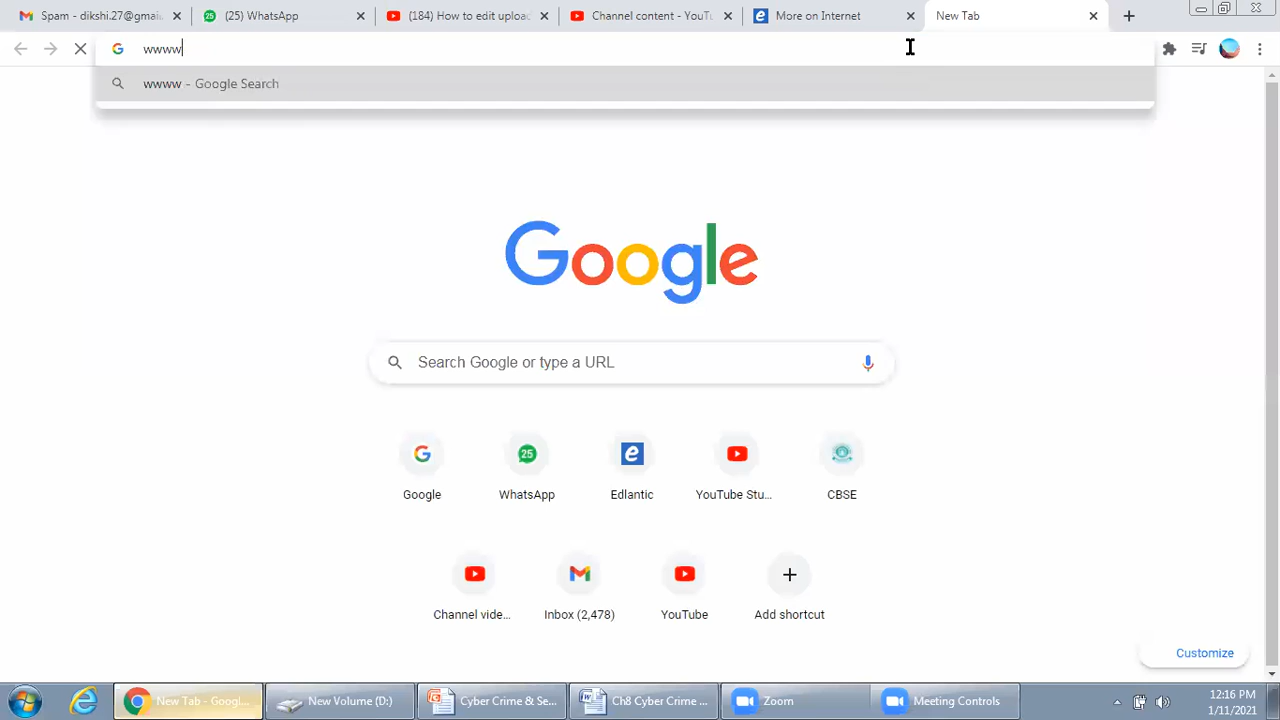 Spam - dikshi.27@gmai
(25) WhatsApp
(184) How to edit uploa
Channel content - YouT
More on Internet
New Tab
wwww
wwww - Google Search
Google
Search Google or type a URL
25
Google
WhatsApp
Edlantic
YouTube Stu...
CBSE
Channel vide...
Inbox (2,478)
YouTube
Add shortcut
Customize
New Tab - Googl...
New Volume (D:)
Cyber Crime & Se...
Ch8 Cyber Crime ...
Zoom
Meeting Controls
12:16 PM
1/11/2021